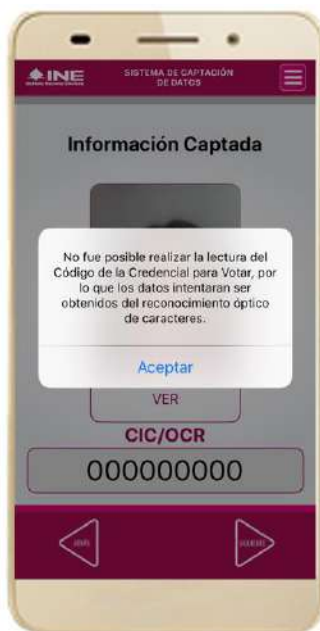 INE
SISTEMA DE CAPTACIÓN
DE DATOS
Información Captada
No fue posible realizar la lectura del
Código de la Credencial para Votar, por
lo que los datos intentaran ser
obtenidos del reconocimiento óptico
de caracteres.
Aceptar
VER
CIC/OCR
000000000